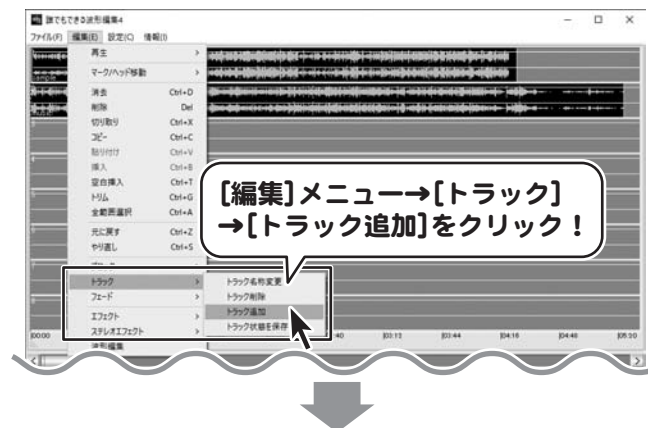 誰でもできる波形編集4
ファイル(F) 編集(E) 設定(C) 情報(I)
再生
マーク/ヘッド移動
消去 Ctrl+D
削除 Del
切り取り Ctrl+X
コピー Ctrl+C
貼り付け Ctrl+V
挿入 Ctrl+B
空白挿入 Ctrl+T
トリム Ctrl+G
全範囲選択 Ctrl+A
元に戻す Ctrl+Z
やり直し Ctrl+S
[編集]メニュー→[トラック]
→[トラック追加]をクリック！
トラック
フェード
エフェクト
ステレオエフェクト
波形編集
トラック名称変更
トラック削除
トラック追加
トラック状態を保存
00:00 03:12 03:44 04:16 04:48 05:20